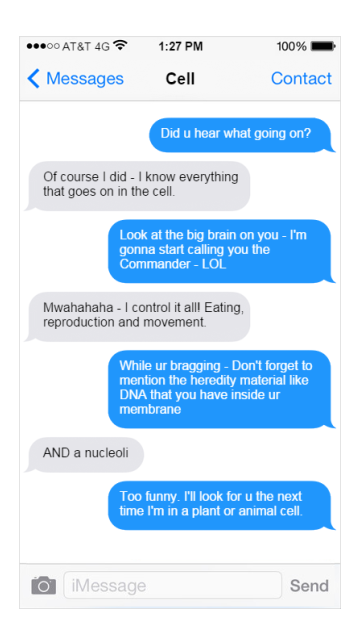 ●●●○○ AT&T 4G 1:27 PM 100%
Messages Cell Contact
Did u hear what going on?
Of course I did - I know everything
that goes on in the cell.
Look at the big brain on you - I'm
gonna start calling you the
Commander - LOL
Mwahahaha - I control it all! Eating,
reproduction and movement.
While ur bragging - Don't forget to
mention the heredity material like
DNA that you have inside ur
membrane
AND a nucleoli
Too funny. I'll look for u the next
time I'm in a plant or animal cell.
iMessage Send